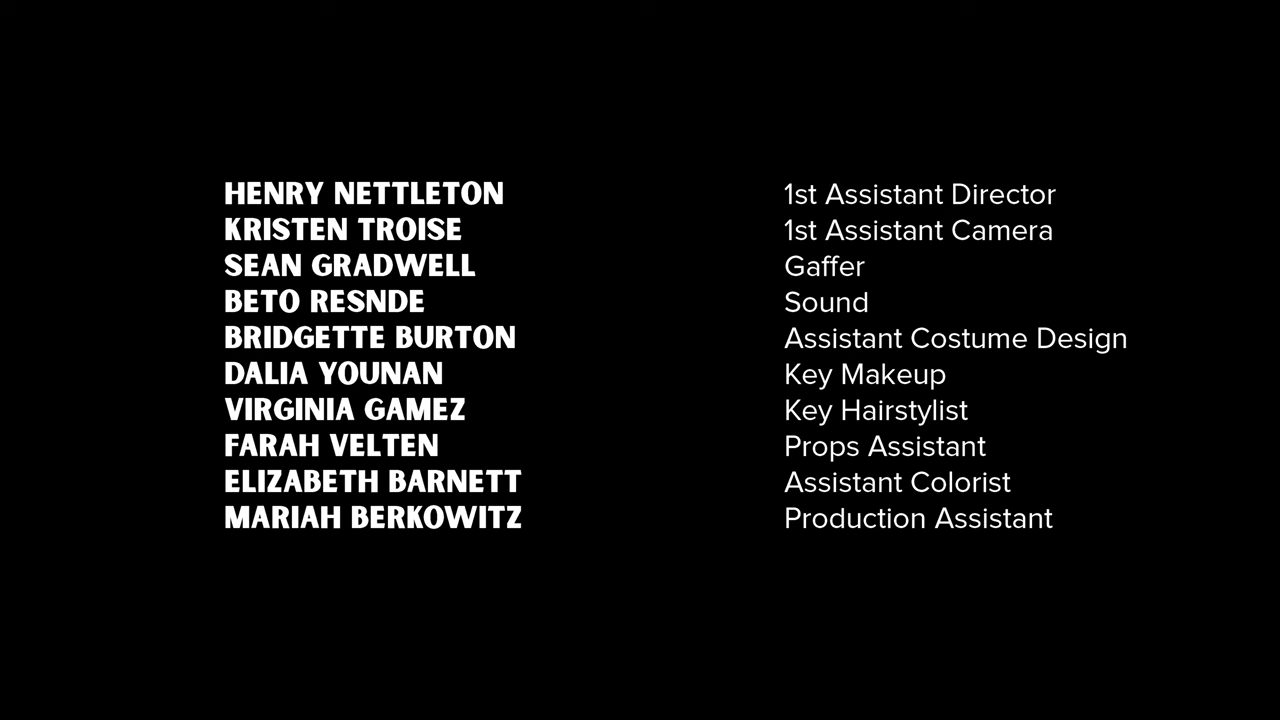 HENRY NETTLETON 1st Assistant Director
KRISTEN TROISE 1st Assistant Camera
SEAN GRADWELL Gaffer
BETO RESNDE Sound
BRIDGETTE BURTON Assistant Costume Design
DALIA YOUNAN Key Makeup
VIRGINIA GAMEZ Key Hairstylist
FARAH VELTEN Props Assistant
ELIZABETH BARNETT Assistant Colorist
MARIAH BERKOWITZ Production Assistant